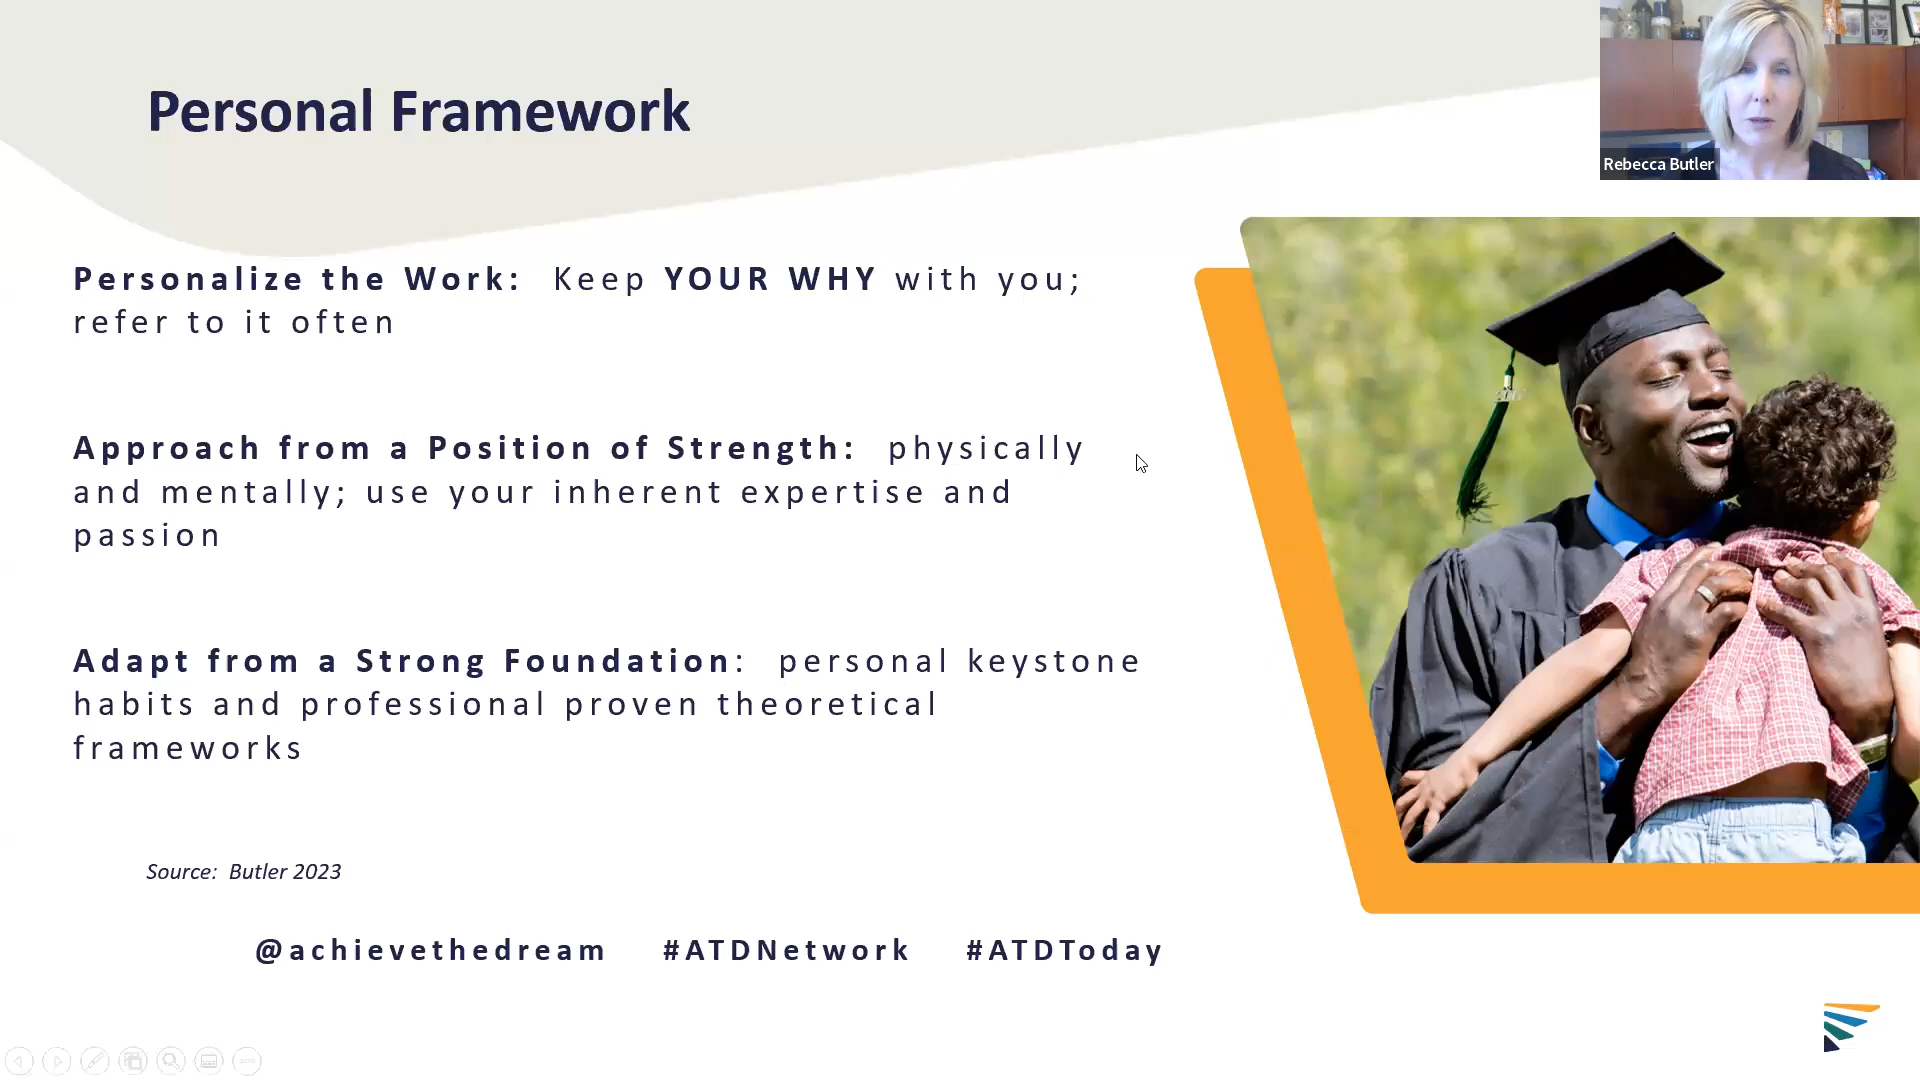 Personal Framework
Rebecca Butler
Personalize the Work: Keep YOUR WHY with you;
refer to it often
Approach from a Position of Strength: physically
and mentally; use your inherent expertise and
passion
Adapt from a Strong Foundation: personal keystone
habits and professional proven theoretical
frameworks
Source: Butler 2023
@achievethedream #ATDNetwork #ATDToday